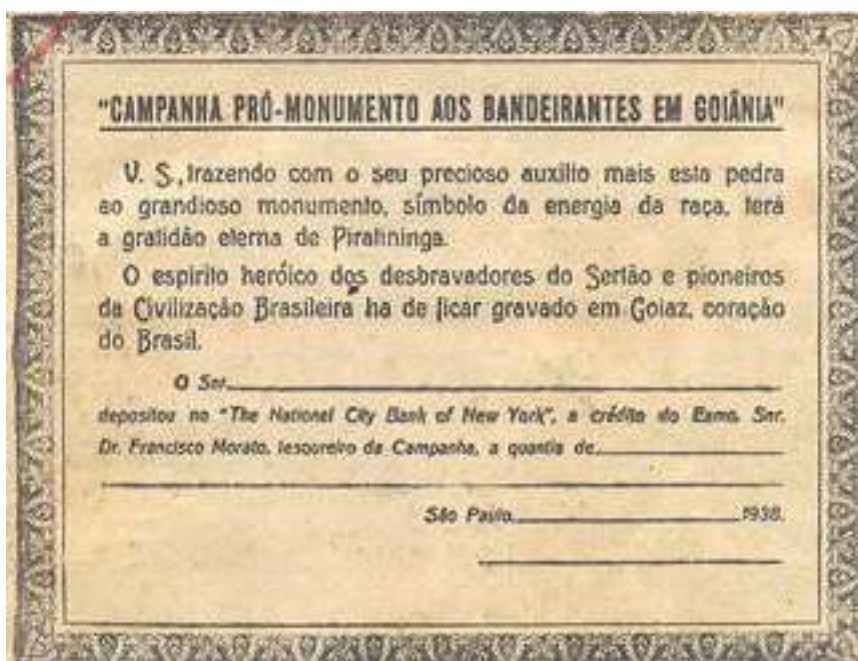 "CAMPANHA PRÓ-MONUMENTO AOS BANDEIRANTES EM GOIÂNIA"
V. S., trazendo com o seu precioso auxilio mais esta pedra
ao grandioso monumento, símbolo da energia da raça, terá
a gratidão eterna de Piratininga.
O espirito heróico dos desbravadores do Sertão e pioneiros
da Civilização Brasileira ha de ficar gravado em Goiaz, coração
do Brasil.
O Snr.
depositou no "The National City Bank of New York", a crédito do Exmo. Snr.
Dr. Francisco Morato, tesoureiro da Campanha, a quantia de
São Paulo, 1938.